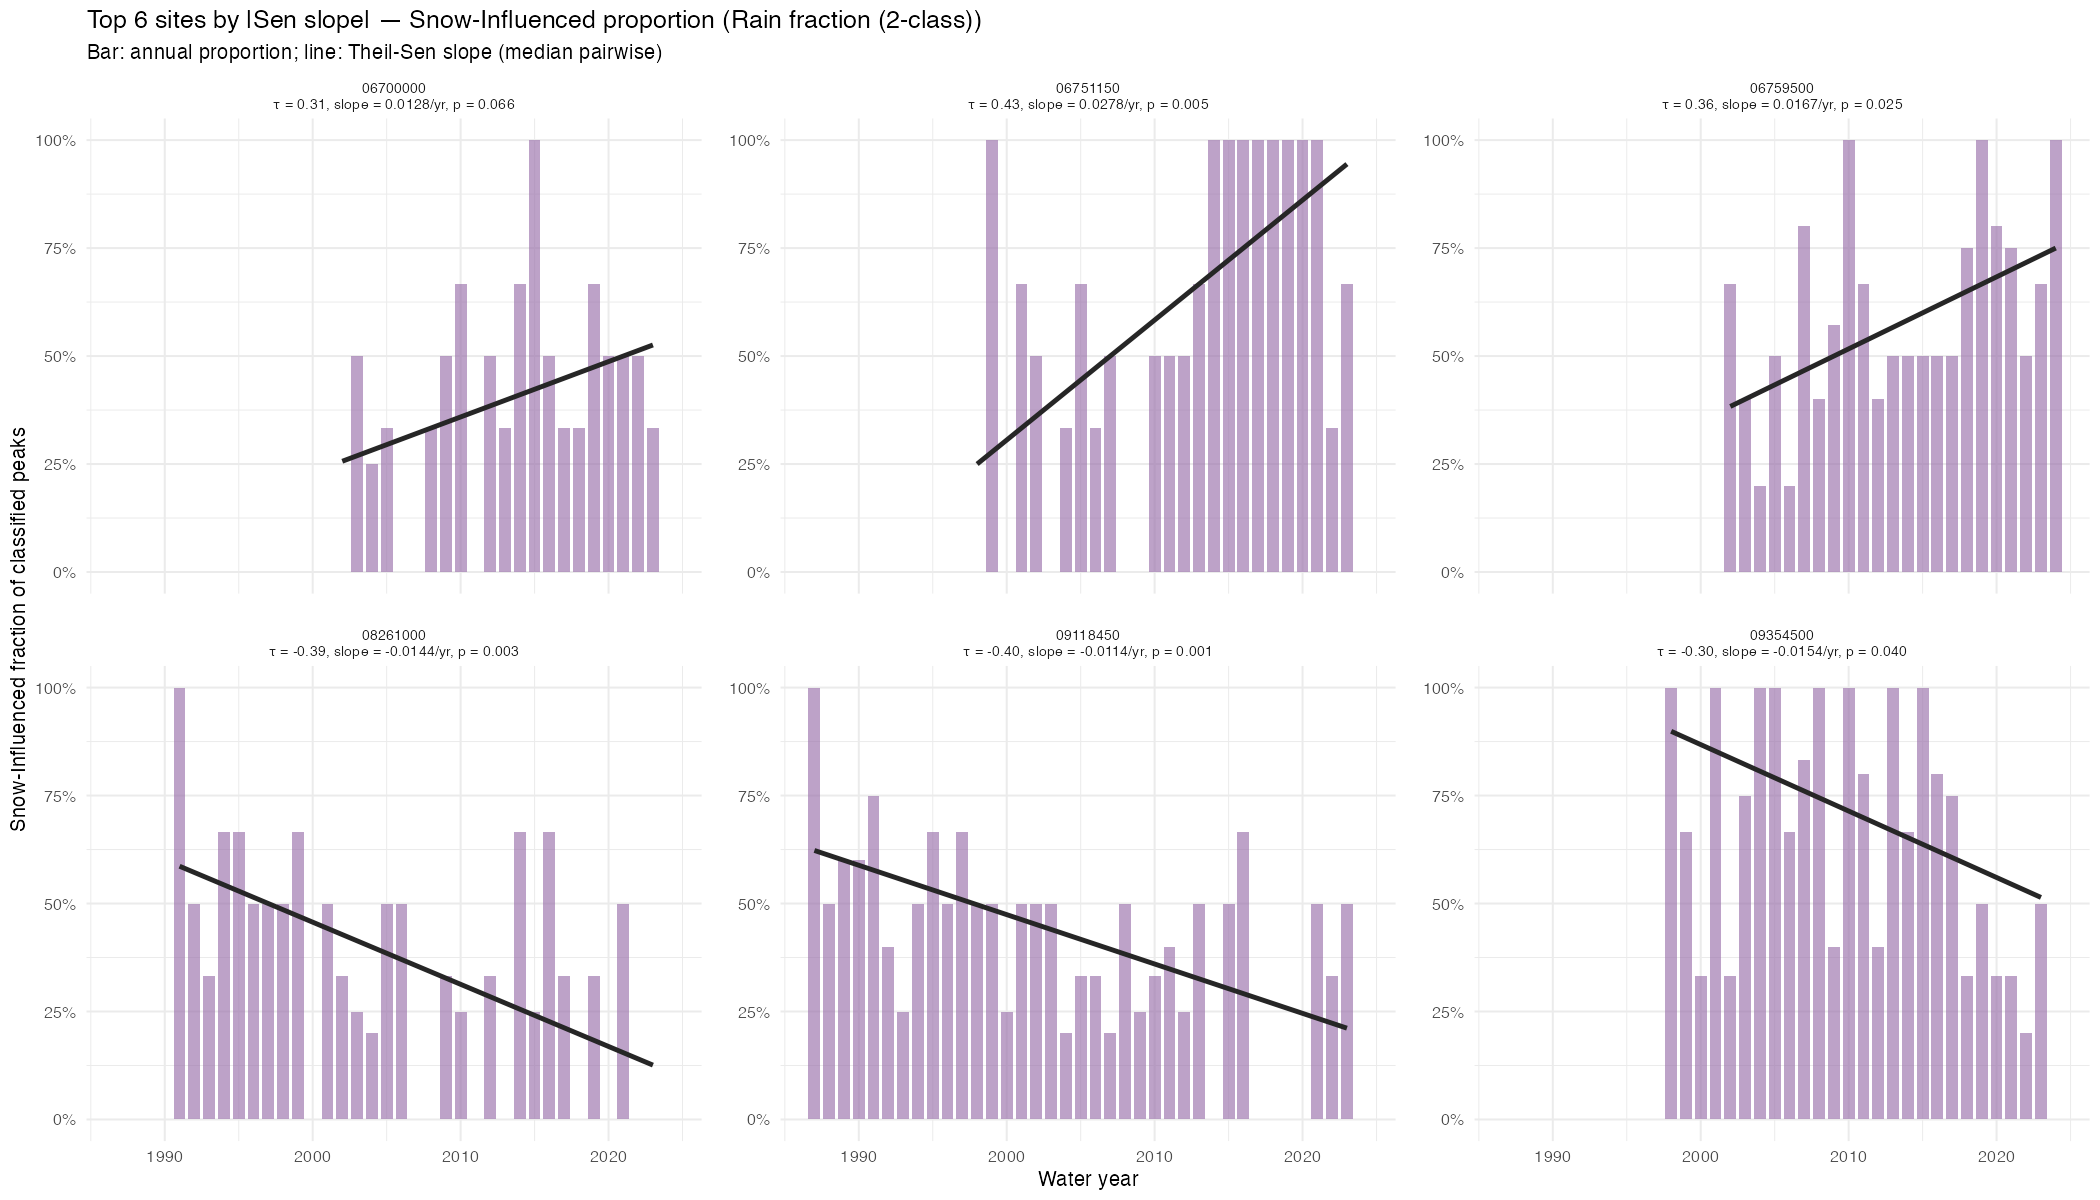 Top 6 sites by |Sen slope| — Snow-Influenced proportion (Rain fraction (2-class))
Bar: annual proportion; line: Theil-Sen slope (median pairwise)
06700000
τ = 0.31, slope = 0.0128/yr, p = 0.066
06751150
τ = 0.43, slope = 0.0278/yr, p = 0.005
06759500
τ = 0.36, slope = 0.0167/yr, p = 0.025
100%
75%
50%
25%
0%
100%
75%
50%
25%
0%
100%
75%
50%
25%
0%
Snow-Influenced fraction of classified peaks
08261000
τ = -0.39, slope = -0.0144/yr, p = 0.003
09118450
τ = -0.40, slope = -0.0114/yr, p = 0.001
09354500
τ = -0.30, slope = -0.0154/yr, p = 0.040
100%
75%
50%
25%
0%
100%
75%
50%
25%
0%
100%
75%
50%
25%
0%
1990 2000 2010 2020
1990 2000 2010 2020
1990 2000 2010 2020
Water year